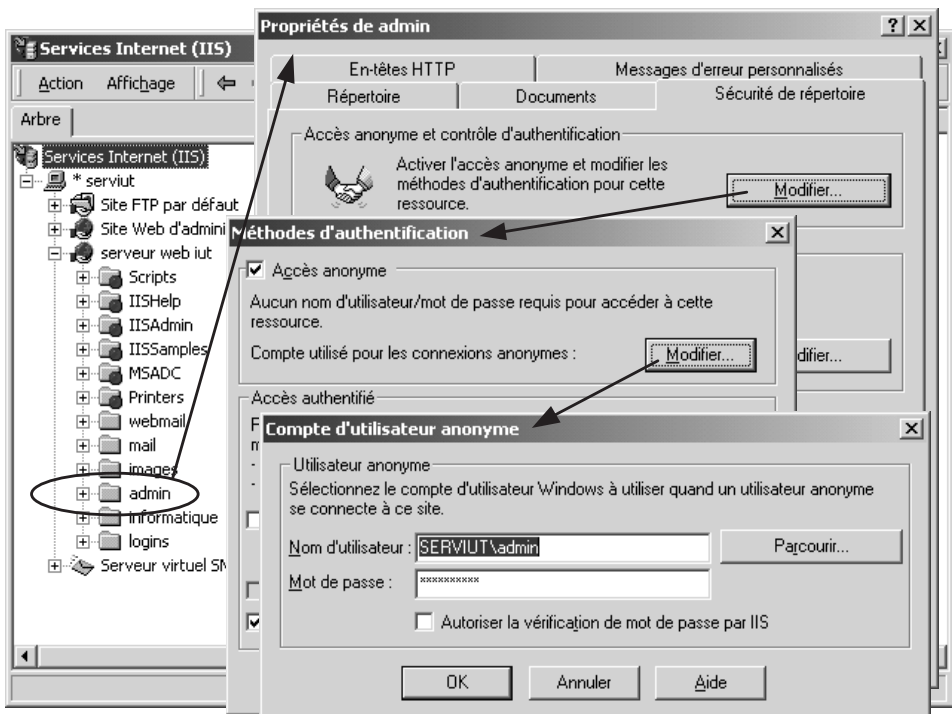 Services Internet (IIS)
Action Affichage
Arbre
Services Internet (IIS)
* serviut
Site FTP par défaut
Site Web d'admini
serveur web iut
Scripts
IISHelp
IISAdmin
IISSamples
MSADC
Printers
webmail
mail
images
admin
informatique
logins
Serveur virtuel SM
Propriétés de admin
En-têtes HTTP
Messages d'erreur personnalisés
Répertoire
Documents
Sécurité de répertoire
Accès anonyme et contrôle d'authentification
Activer l'accès anonyme et modifier les
méthodes d'authentification pour cette
ressource.
Modifier...
difier...
Méthodes d'authentification
Accès anonyme
Aucun nom d'utilisateur/mot de passe requis pour accéder à cette
ressource.
Compte utilisé pour les connexions anonymes :
Modifier...
Accès authentifié
Compte d'utilisateur anonyme
Utilisateur anonyme
Sélectionnez le compte d'utilisateur Windows à utiliser quand un utilisateur anonyme
se connecte à ce site.
Nom d'utilisateur : SERVIUT\admin
Parcourir...
Mot de passe : **********
Autoriser la vérification de mot de passe par IIS
OK
Annuler
Aide